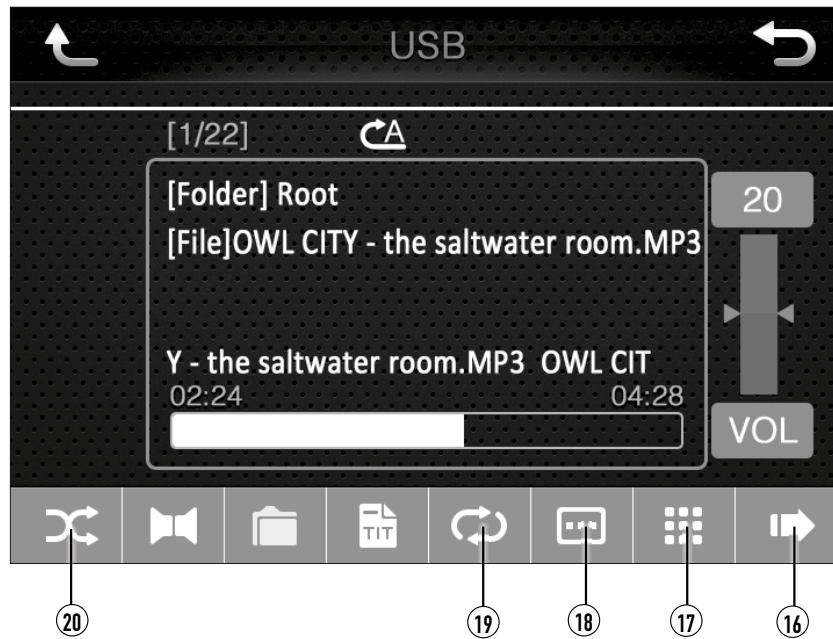 USB
[1/22] A
[Folder] Root
20
[File]OWL CITY - the saltwater room.MP3
Y - the saltwater room.MP3 OWL CIT
02:24 04:28
VOL
TIT
20 19 18 17 16